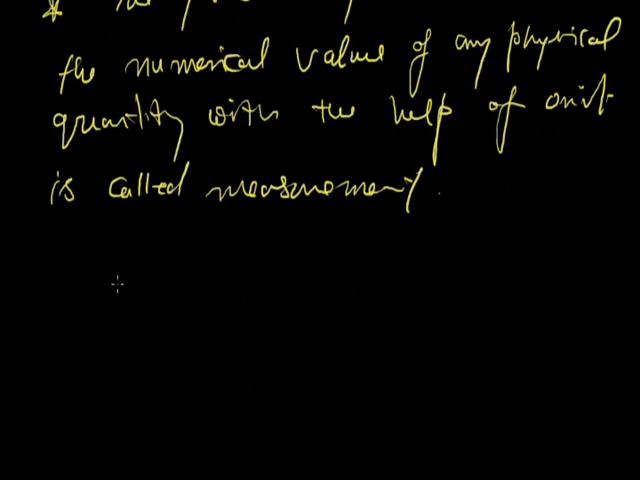 the numerical value of any physical
quantity with the help of unit
is called measurement.